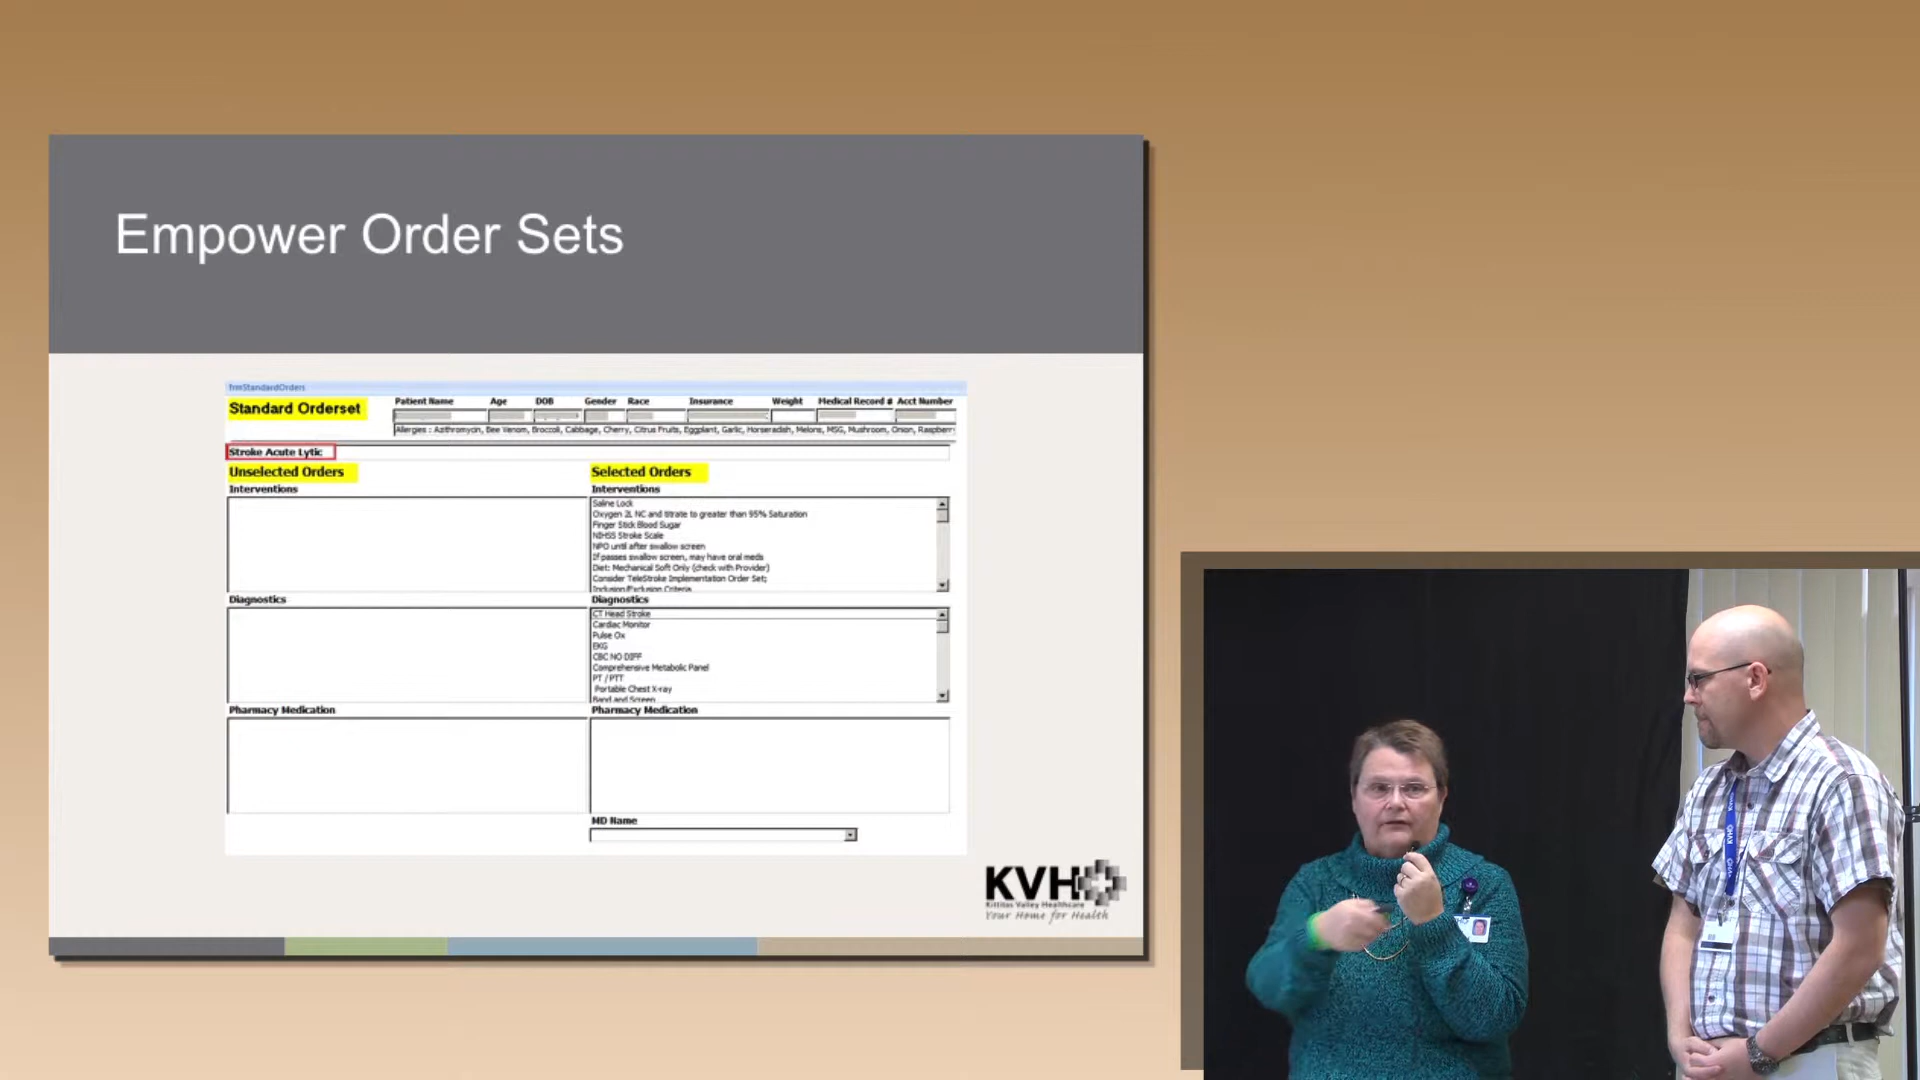 Empower Order Sets
frmStandardOrders
Standard Orderset
Patient Name Age DOB Gender Race Insurance Weight Medical Record # Acct Number
Allergies : Azithromycin, Bee Venom, Broccoli, Cabbage, Cherry, Citrus Fruits, Eggplant, Garlic, Horseradish, Melons, MSG, Mushroom, Onion, Raspberry
Stroke Acute Lytic
Unselected Orders
Selected Orders
Interventions
Interventions
Saline Lock
Oxygen 2L NC and titrate to greater than 95% Saturation
Finger Stick Blood Sugar
NIHSS Stroke Scale
NPO until after swallow screen
If passes swallow screen, may have oral meds
Diet: Mechanical Soft Only (check with Provider)
Consider TeleStroke Implementation Order Set;
Inclusion/Exclusion Criteria
Diagnostics
Diagnostics
CT Head Stroke
Cardiac Monitor
Pulse Ox
EKG
CBC NO DIFF
Comprehensive Metabolic Panel
PT / PTT
Portable Chest X-ray
Band and Screen
Pharmacy Medication
Pharmacy Medication
MD Name
KVH
Kittitas Valley Healthcare
Your Home for Health